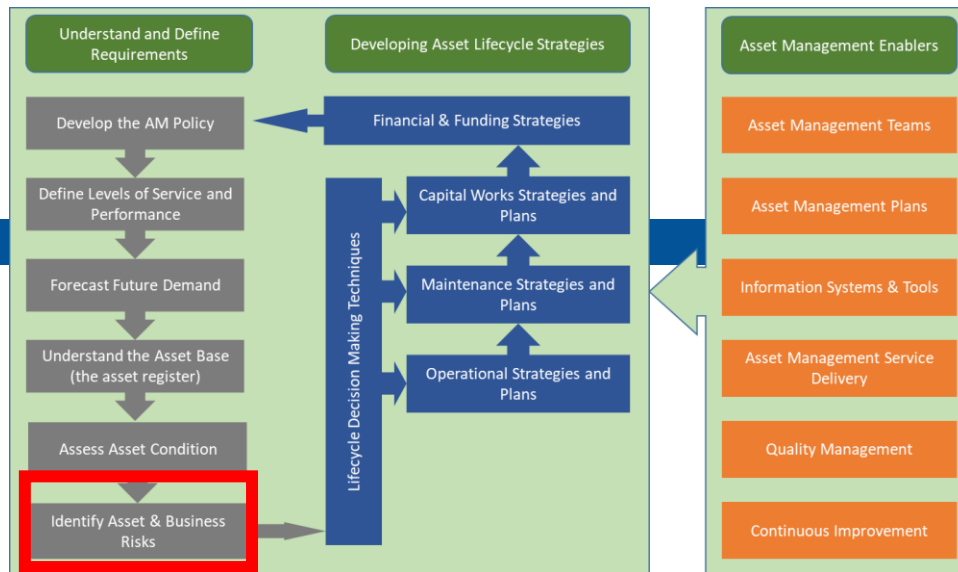 Understand and Define
Requirements
Developing Asset Lifecycle Strategies
Asset Management Enablers
Develop the AM Policy
Define Levels of Service and
Performance
Forecast Future Demand
Understand the Asset Base
(the asset register)
Assess Asset Condition
Identify Asset & Business
Risks
Lifecycle Decision Making Techniques
Financial & Funding Strategies
Capital Works Strategies and
Plans
Maintenance Strategies and
Plans
Operational Strategies and
Plans
Asset Management Teams
Asset Management Plans
Information Systems & Tools
Asset Management Service
Delivery
Quality Management
Continuous Improvement